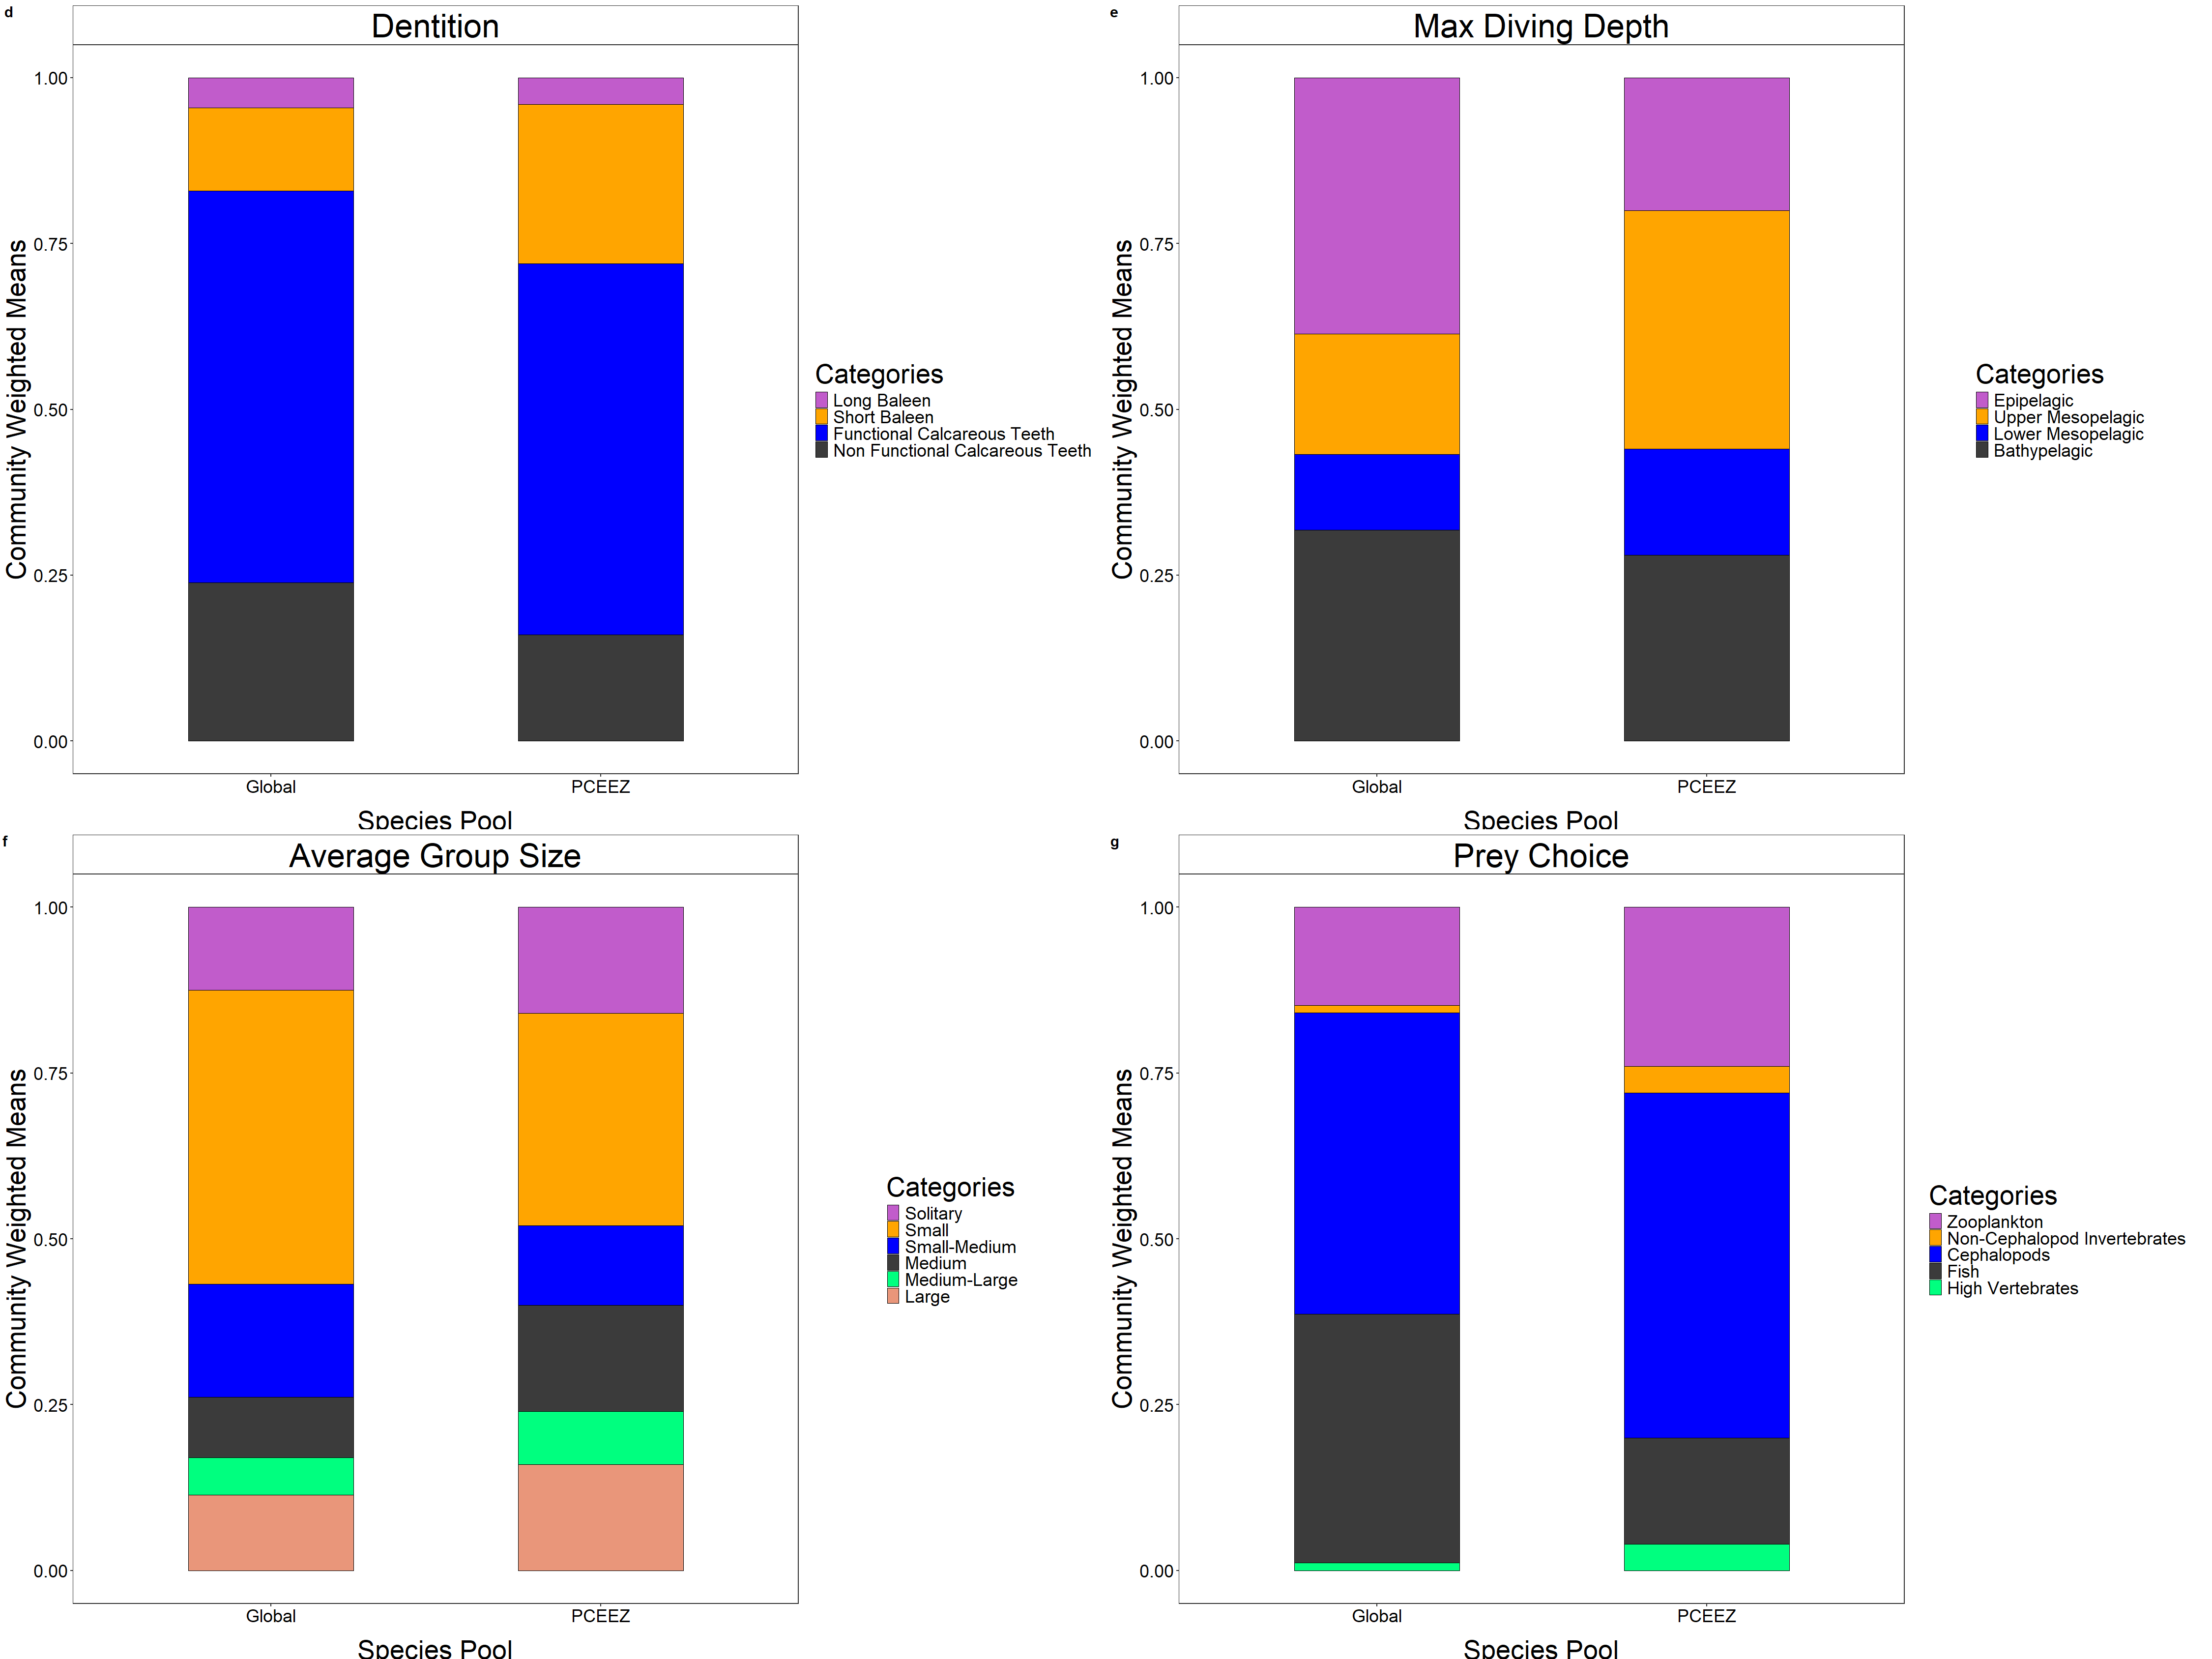 d
Dentition
Community Weighted Means
1.00
0.75
0.50
0.25
0.00
Global
PCEEZ
Species Pool
Categories
Long Baleen
Short Baleen
Functional Calcareous Teeth
Non Functional Calcareous Teeth
e
Max Diving Depth
Community Weighted Means
1.00
0.75
0.50
0.25
0.00
Global
PCEEZ
Species Pool
Categories
Epipelagic
Upper Mesopelagic
Lower Mesopelagic
Bathypelagic
f
Average Group Size
Community Weighted Means
1.00
0.75
0.50
0.25
0.00
Global
PCEEZ
Species Pool
Categories
Solitary
Small
Small-Medium
Medium
Medium-Large
Large
g
Prey Choice
Community Weighted Means
1.00
0.75
0.50
0.25
0.00
Global
PCEEZ
Species Pool
Categories
Zooplankton
Non-Cephalopod Invertebrates
Cephalopods
Fish
High Vertebrates